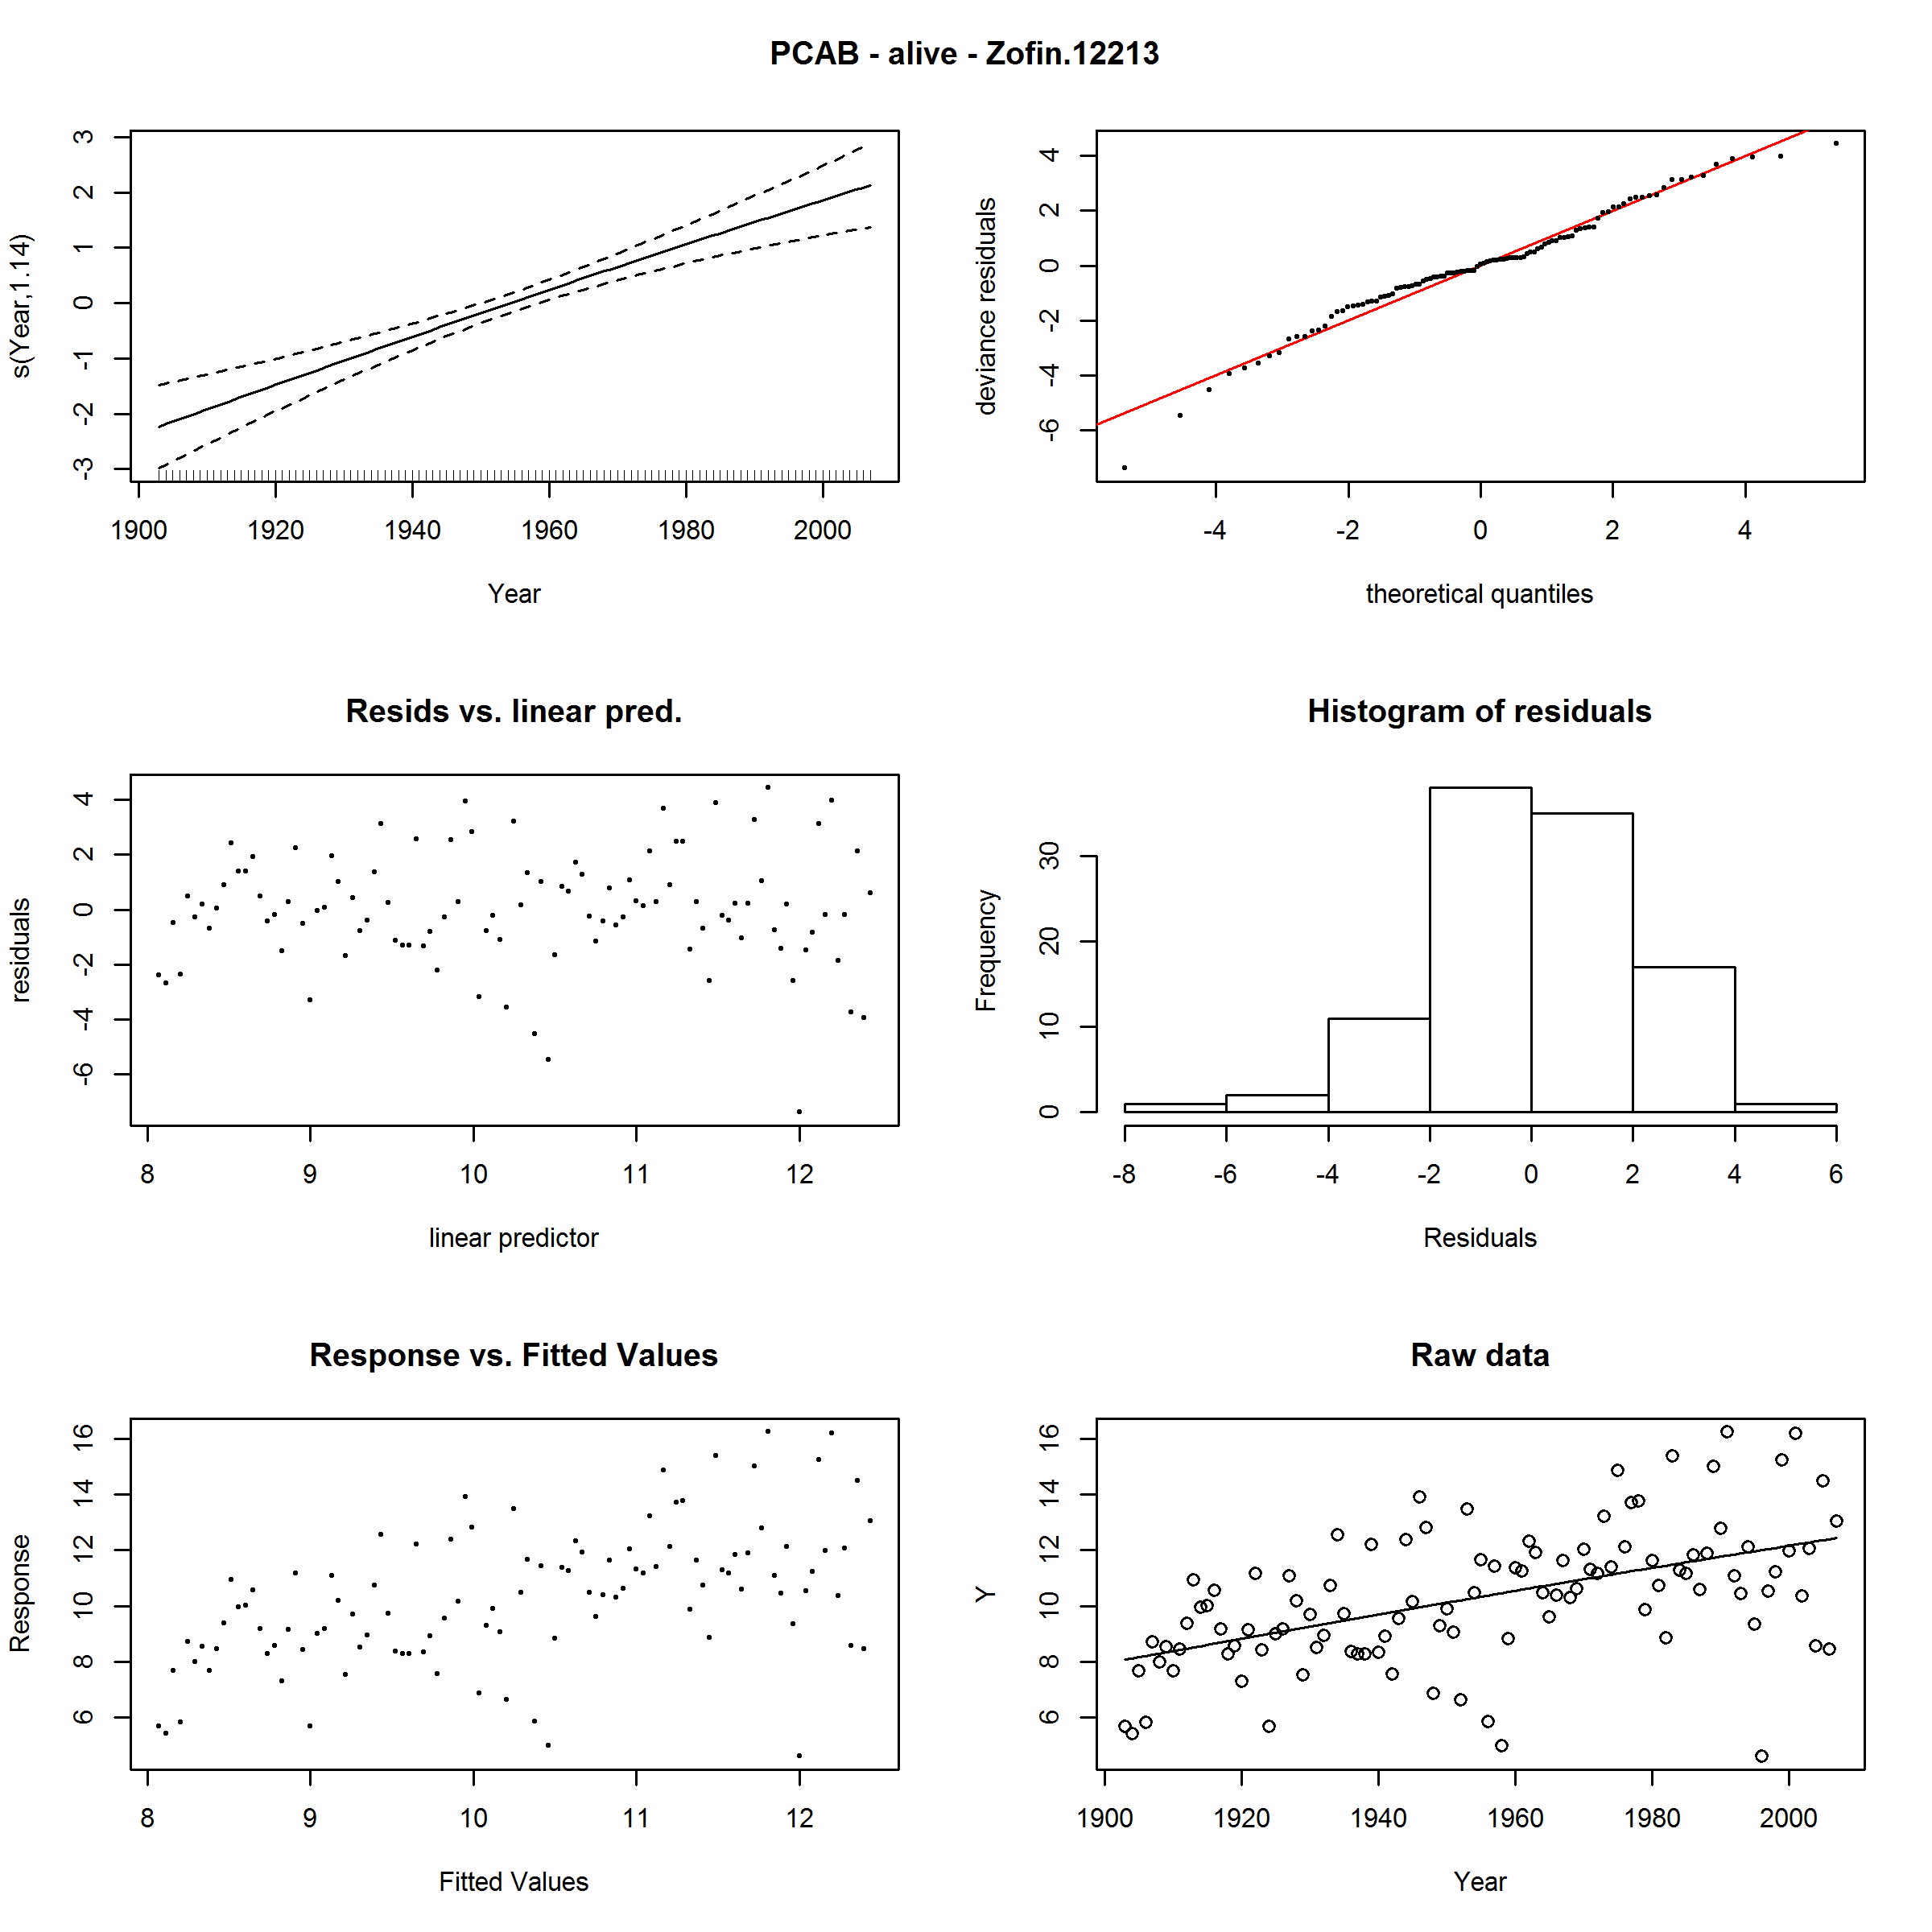 PCAB - alive - Zofin.12213
s(Year,1.14)
3
2
1
0
-1
-2
-3
1900 1920 1940 1960 1980 2000
Year
deviance residuals
4
2
0
-2
-4
-6
-4 -2 0 2 4
theoretical quantiles
Resids vs. linear pred.
residuals
4
2
0
-2
-4
-6
8 9 10 11 12
linear predictor
Histogram of residuals
Frequency
30
20
10
0
-8 -6 -4 -2 0 2 4 6
Residuals
Response vs. Fitted Values
Response
16
14
12
10
8
6
8 9 10 11 12
Fitted Values
Raw data
Y
16
14
12
10
8
6
1900 1920 1940 1960 1980 2000
Year